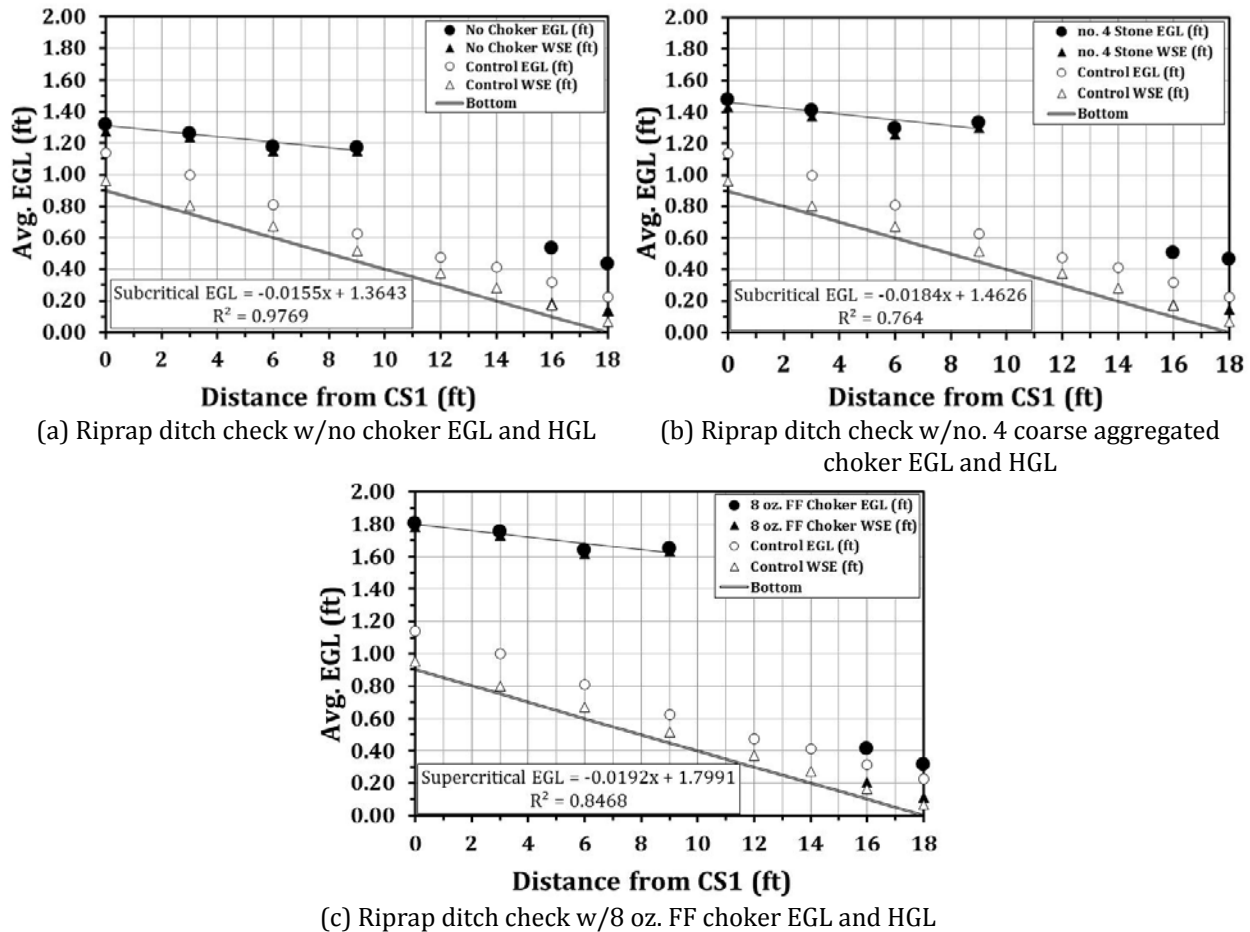 2.00
1.80
1.60
1.40
1.20
1.00
0.80
0.60
0.40
0.20
0.00
Avg. EGL (ft)
No Choker EGL (ft)
No Choker WSE (ft)
Control EGL (ft)
Control WSE (ft)
Bottom
Subcritical EGL = -0.0155x + 1.3643
R² = 0.9769
0 2 4 6 8 10 12 14 16 18
Distance from CS1 (ft)
(a) Riprap ditch check w/no choker EGL and HGL
2.00
1.80
1.60
1.40
1.20
1.00
0.80
0.60
0.40
0.20
0.00
Avg. EGL (ft)
no. 4 Stone EGL (ft)
no. 4 Stone WSE (ft)
Control EGL (ft)
Control WSE (ft)
Bottom
Subcritical EGL = -0.0184x + 1.4626
R² = 0.764
0 2 4 6 8 10 12 14 16 18
Distance from CS1 (ft)
(b) Riprap ditch check w/no. 4 coarse aggregated
choker EGL and HGL
2.00
1.80
1.60
1.40
1.20
1.00
0.80
0.60
0.40
0.20
0.00
Avg. EGL (ft)
8 oz. FF Choker EGL (ft)
8 oz. FF Choker WSE (ft)
Control EGL (ft)
Control WSE (ft)
Bottom
Supercritical EGL = -0.0192x + 1.7991
R² = 0.8468
0 2 4 6 8 10 12 14 16 18
Distance from CS1 (ft)
(c) Riprap ditch check w/8 oz. FF choker EGL and HGL